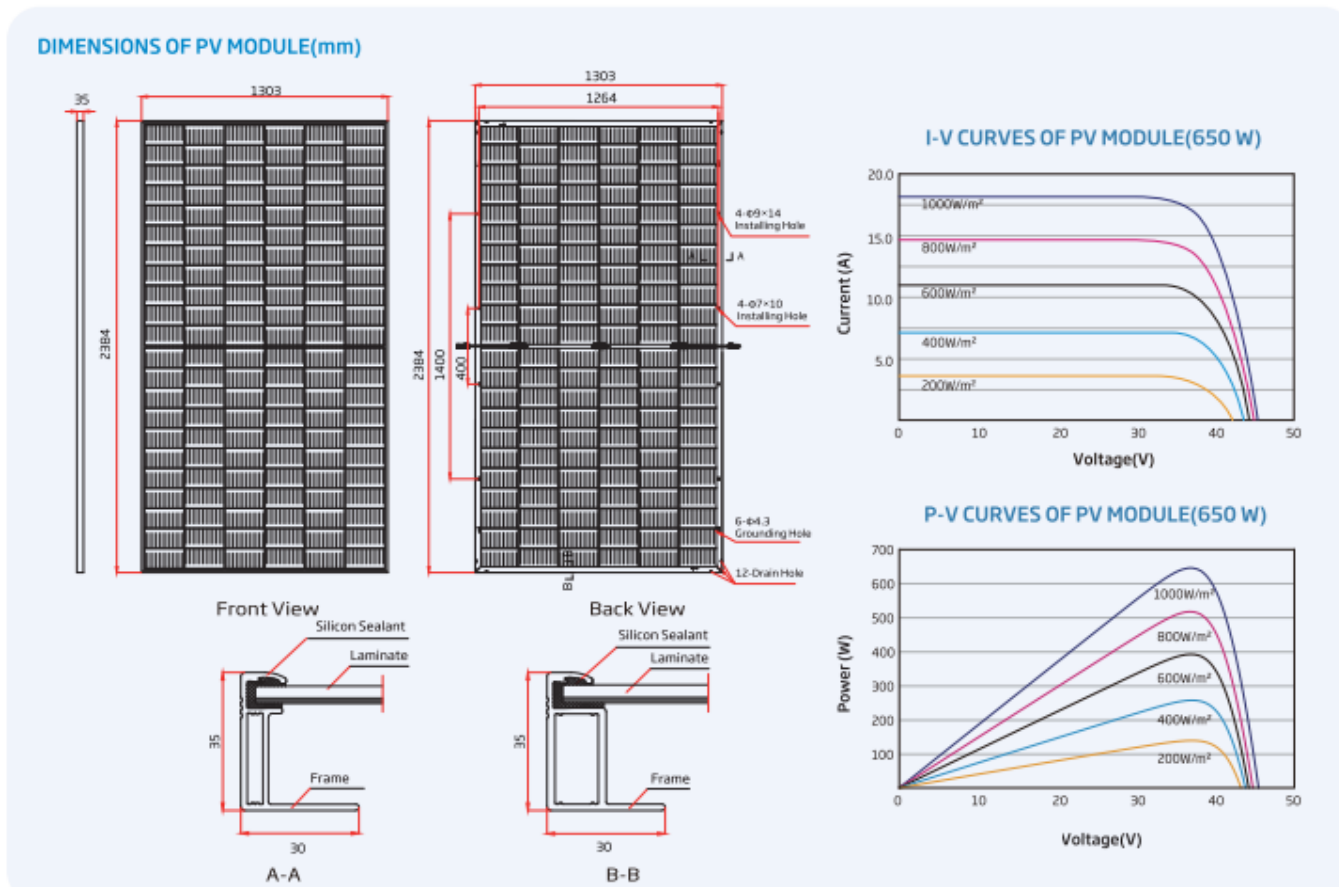 DIMENSIONS OF PV MODULE(mm)
35
1303
2384
Front View
1303
1264
2384
1400
400
4-Φ9×14
Installing Hole
A
A
4-Φ7×10
Installing Hole
6-Φ4.3
Grounding Hole
12-Drain Hole
B
B
Back View
Silicon Sealant
Laminate
35
Frame
30
A-A
Silicon Sealant
Laminate
35
Frame
30
B-B
I-V CURVES OF PV MODULE(650 W)
Current (A)
20.0
15.0
10.0
5.0
1000W/m²
800W/m²
600W/m²
400W/m²
200W/m²
0 10 20 30 40 50
Voltage(V)
P-V CURVES OF PV MODULE(650 W)
Power (W)
700
600
500
400
300
200
100
1000W/m²
800W/m²
600W/m²
400W/m²
200W/m²
0 10 20 30 40 50
Voltage(V)